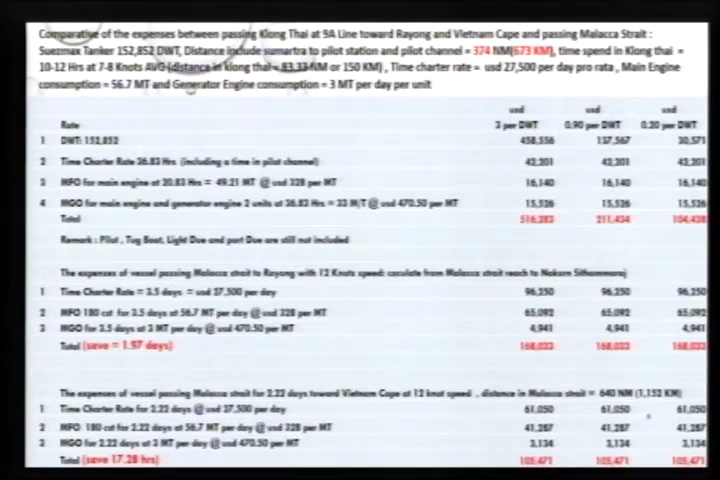 Comparative of the expenses between passing Klong Thai at 9A Line toward Rayong and Vietnam Cape and passing Malacca Strait :
Suezmax Tanker 152,852 DWT, Distance include sumartra to pilot station and pilot channel = 374 NM(673 KM), time spend in Klong thai =
10-12 Hrs at 7-8 Knots AVG (distance in klong thai = 83.33 NM or 150 KM) , Time charter rate = usd 27,500 per day pro rata , Main Engine
consumption = 56.7 MT and Generator Engine consumption = 3 MT per day per unit
usd usd usd
Rate 3 per DWT 0.90 per DWT 0.20 per DWT
1 DWT: 152,852 458,556 137,567 30,571
2 Time Charter Rate 36.83 Hrs (including a time in pilot channel) 42,201 42,201 42,201
3 MFO for main engine at 20.83 Hrs = 49.21 MT @ usd 328 per MT 16,140 16,140 16,140
4 MGO for main engine and generator engine 2 units at 36.83 Hrs = 33 M/T @ usd 470.50 per MT 15,526 15,526 15,526
Total 516,283 211,434 104,438
Remark : Pilot , Tug Boat, Light Due and port Due are still not included
The expenses of vessel passing Malacca strait to Rayong with 12 Knots speed: caculate from Malacca strait reach to Nakorn Sithammaraj
1 Time Charter Rate = 3.5 days = usd 27,500 per day 96,250 96,250 96,250
2 MFO 180 cst for 3.5 days at 56.7 MT per day @ usd 328 per MT 65,092 65,092 65,092
3 MGO for 3.5 days at 3 MT per day @ usd 470.50 per MT 4,941 4,941 4,941
Total (save = 1.97 days) 168,033 168,033 168,033
The expenses of vessel passing Malacca strait for 2.22 days toward Vietnam Cape at 12 knot speed , distance in Malacca strait = 640 NM (1,152 KM)
1 Time Charter Rate for 2.22 days @ usd 27,500 per day 61,050 61,050 61,050
2 MFO 180 cst for 2.22 days at 56.7 MT per day @ usd 328 per MT 41,287 41,287 41,287
3 MGO for 2.22 days at 3 MT per day @ usd 470.50 per MT 3,134 3,134 3,134
Total (save 17.28 hrs) 105,471 105,471 105,471